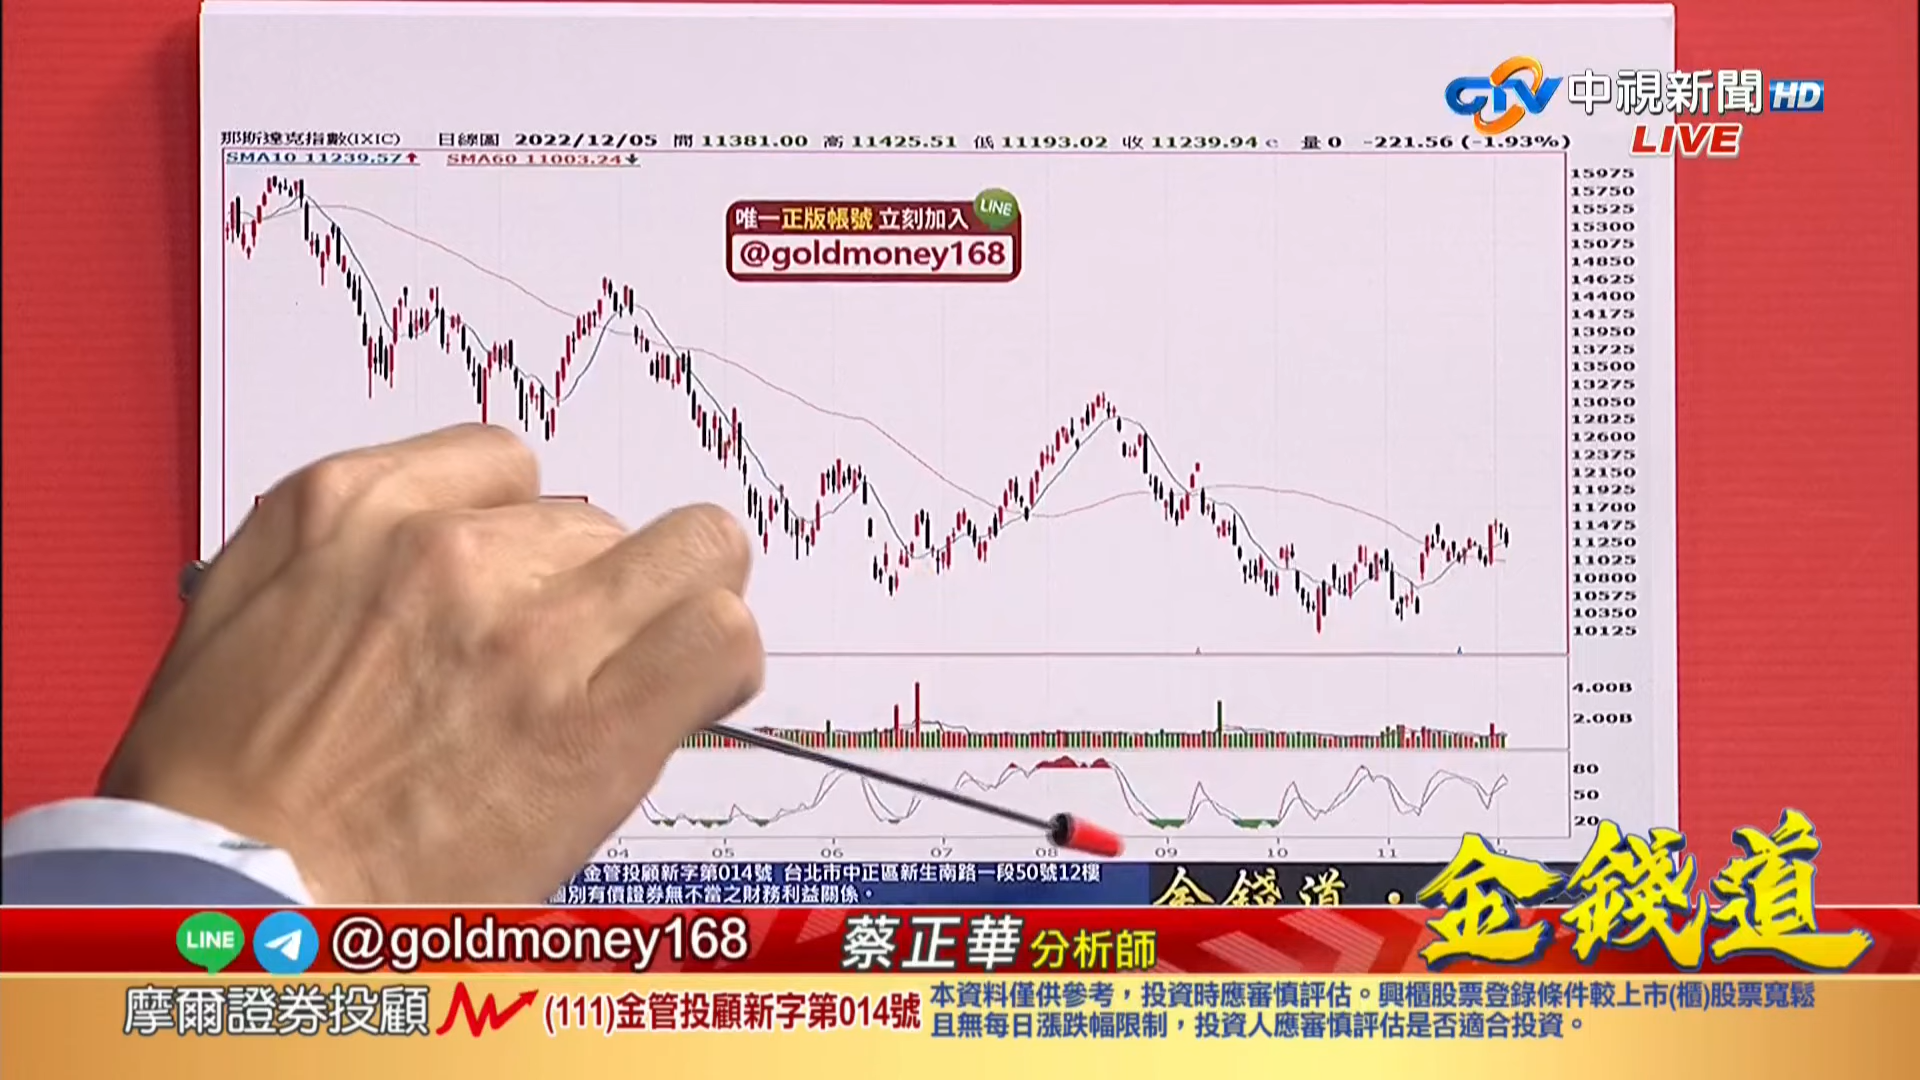 CTV 中視新聞 HD
LIVE
那斯達克指數(IXIC) 日線圖 2022/12/05 開 11381.00 高 11425.51 低 11193.02 收 11239.94 c 量 0 -221.56 (-1.93%)
SMA10 11239.57 SMA60 11003.24
唯一正版帳號 立刻加入 LINE
@goldmoney168
15975
15750
15525
15300
15075
14850
14625
14400
14175
13950
13725
13500
13275
13050
12825
12600
12375
12150
11925
11700
11475
11250
11025
10800
10575
10350
10125
4.00B
2.00B
80
50
20
04 05 06 07 08 09 10 11
金管投顧新字第014號 台北市中正區新生南路一段50號12樓
個別有價證券無不當之財務利益關係。
金錢道
金錢道
LINE @goldmoney168 蔡正華 分析師
摩爾證券投顧 (111)金管投顧新字第014號
本資料僅供參考，投資時應審慎評估。興櫃股票登錄條件較上市(櫃)股票寬鬆
且無每日漲跌幅限制，投資人應審慎評估是否適合投資。